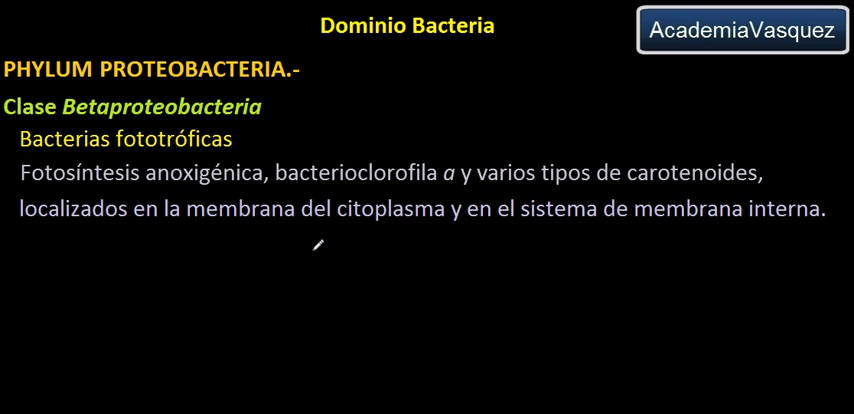 Dominio Bacteria
AcademiaVasquez
PHYLUM PROTEOBACTERIA.-
Clase Betaproteobacteria
Bacterias fototróficas
Fotosíntesis anoxigénica, bacterioclorofila a y varios tipos de carotenoides,
localizados en la membrana del citoplasma y en el sistema de membrana interna.